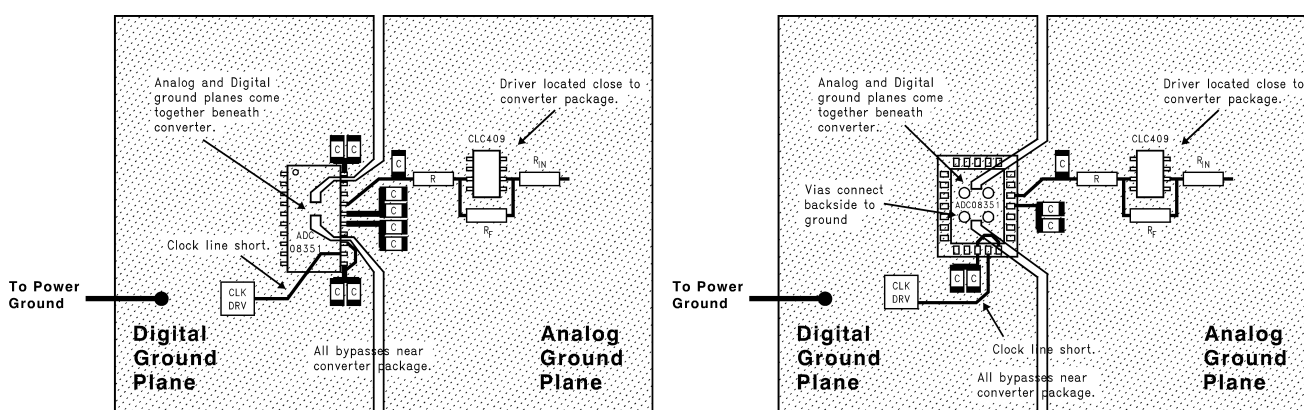 Analog and Digital
ground planes come
together beneath
converter.
Driver located close to
converter package.
CLC409
C
C
C
R
R_IN
C
C
C
C
R_F
ADC
08351
Clock line short.
CLK
DRV
C
C
To Power
Ground
Digital
Ground
Plane
Analog
Ground
Plane
All bypasses near
converter package.
Analog and Digital
ground planes come
together beneath
converter.
Driver located close to
converter package.
CLC409
C
R
R_IN
Vias connect
backside to
ground
ADC08351
C
C
R_F
C
C
CLK
DRV
To Power
Ground
Digital
Ground
Plane
Analog
Ground
Plane
Clock line short.
All bypasses near
converter package.